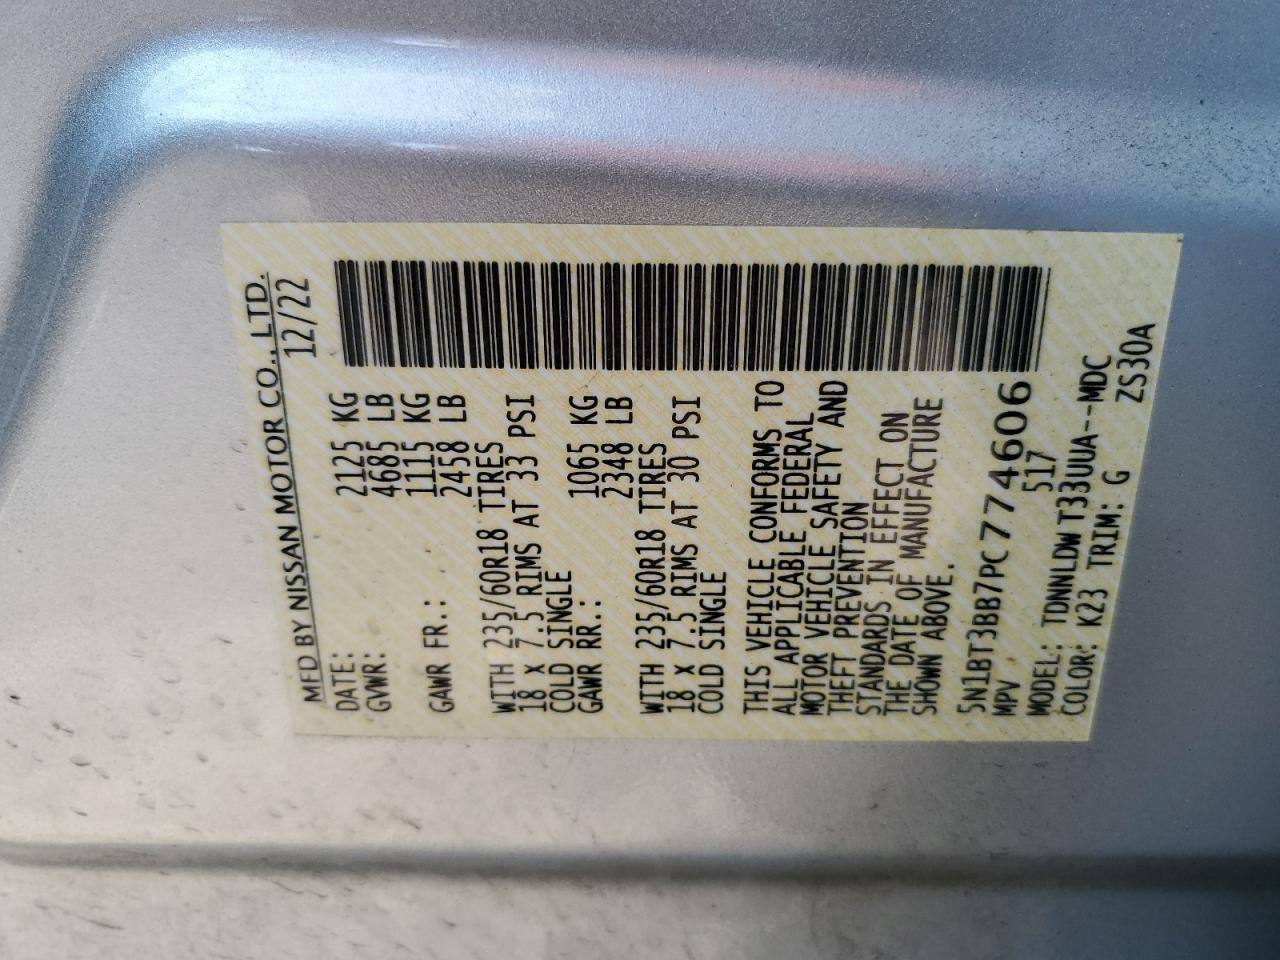 MFD BY NISSAN MOTOR CO., LTD.
DATE: 12/22
GVWR: 2125 KG
4685 LB
GAWR FR.: 1115 KG
2458 LB
WITH 235/60R18 TIRES
18 x 7.5 RIMS AT 33 PSI
COLD SINGLE
GAWR RR.: 1065 KG
2348 LB
WITH 235/60R18 TIRES
18 x 7.5 RIMS AT 30 PSI
COLD SINGLE
THIS VEHICLE CONFORMS TO
ALL APPLICABLE FEDERAL
MOTOR VEHICLE SAFETY AND
THEFT PREVENTION
STANDARDS IN EFFECT ON
THE DATE OF MANUFACTURE
SHOWN ABOVE.
5N1BT3BB7PC774606
MPV 517
MODEL: TDNNLDWT33UUA--MDC
COLOR: K23 TRIM: G ZS30A